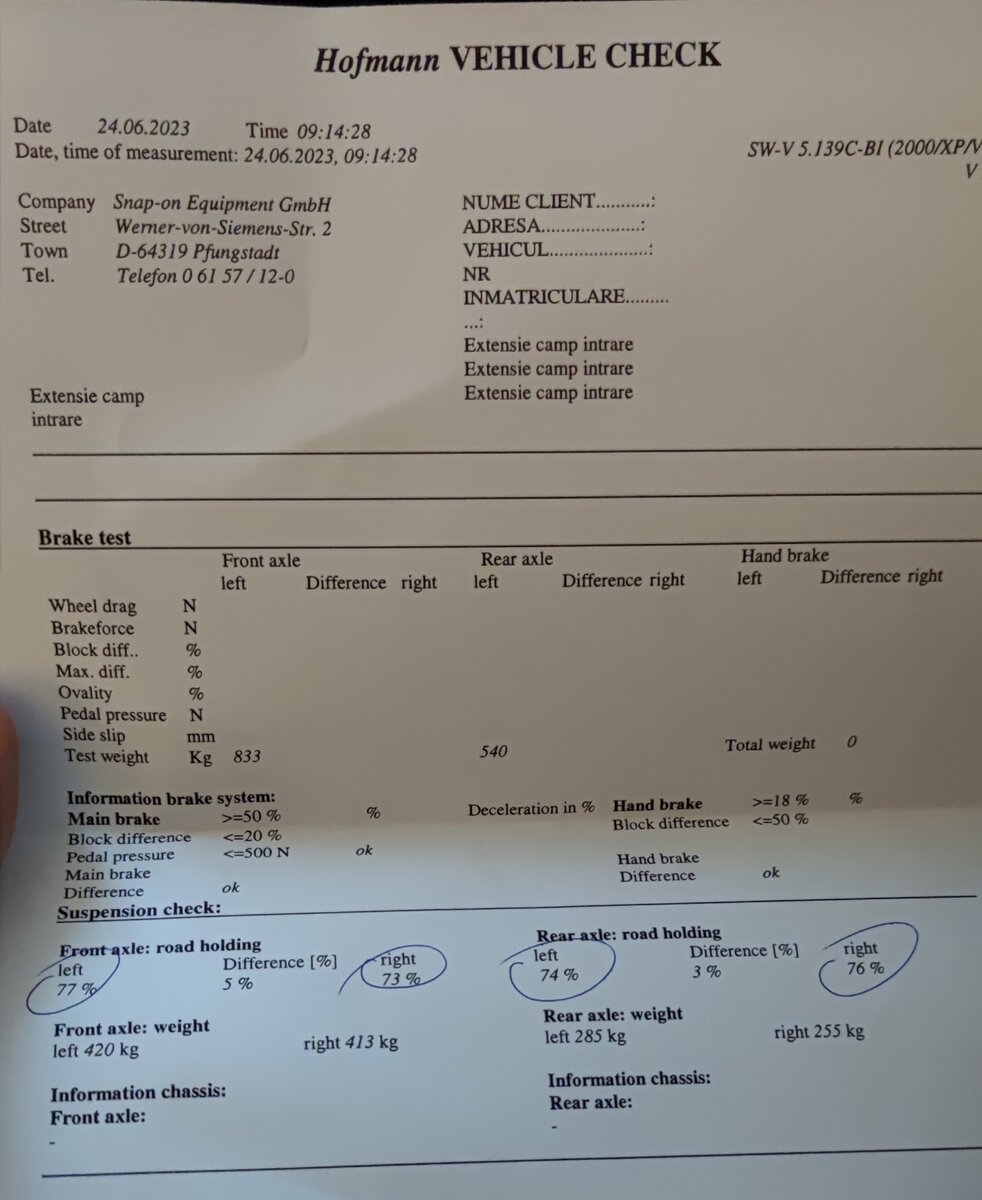 Hofmann VEHICLE CHECK
Date 24.06.2023 Time 09:14:28
Date, time of measurement: 24.06.2023, 09:14:28
SW-V 5.139C-BI (2000/XP/V
V
Company Snap-on Equipment GmbH
Street Werner-von-Siemens-Str. 2
Town D-64319 Pfungstadt
Tel. Telefon 0 61 57 / 12-0
NUME CLIENT...........:
ADRESA.....................:
VEHICUL....................:
NR
INMATRICULARE.........
...:
Extensie camp intrare
Extensie camp intrare
Extensie camp intrare
Extensie camp
intrare
Brake test
Front axle Rear axle Hand brake
left Difference right left Difference right left Difference right
Wheel drag N
Brakeforce N
Block diff.. %
Max. diff. %
Ovality %
Pedal pressure N
Side slip mm
Test weight Kg 833 540 Total weight 0
Information brake system:
Main brake >=50 % % Deceleration in % Hand brake >=18 % %
Block difference <=20 % Block difference <=50 %
Pedal pressure <=500 N ok
Main brake Hand brake
Difference ok Difference ok
Suspension check:
Front axle: road holding Rear axle: road holding
left Difference [%] right left Difference [%] right
77 % 5 % 73 % 74 % 3 % 76 %
Front axle: weight Rear axle: weight
left 420 kg right 413 kg left 285 kg right 255 kg
Information chassis: Information chassis:
Front axle: Rear axle:
- -